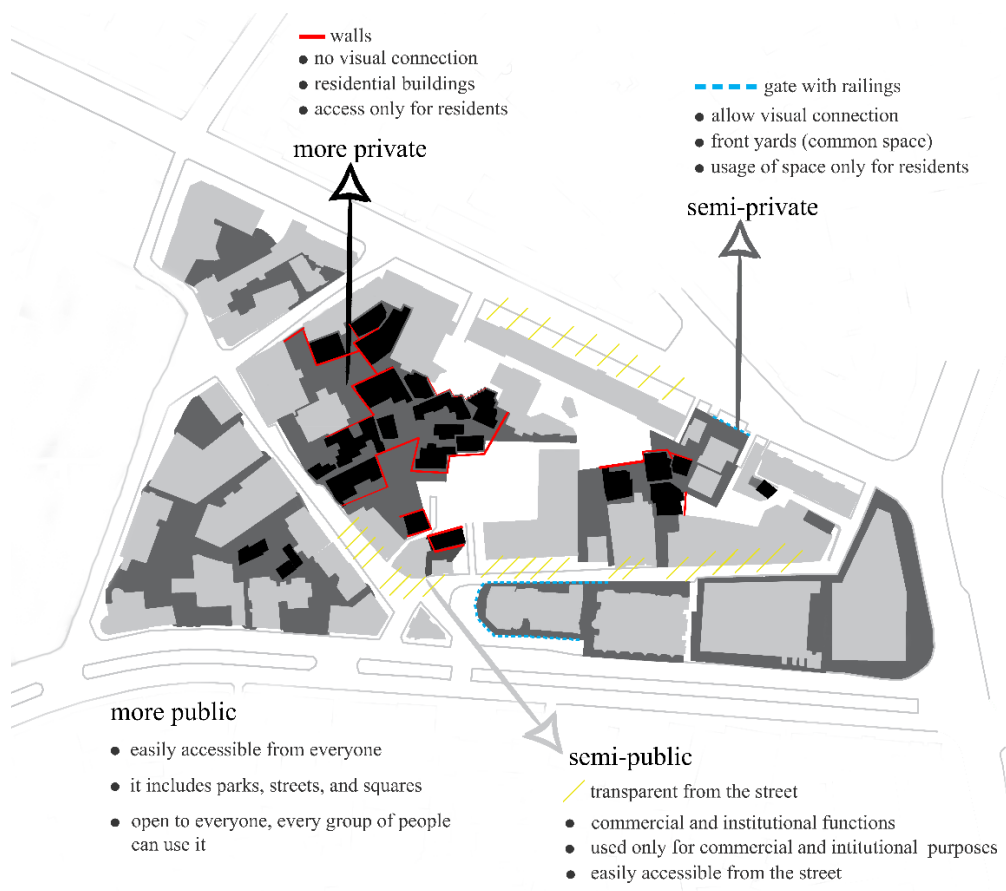 walls
● no visual connection
● residential buildings
● access only for residents
more private
gate with railings
● allow visual connection
● front yards (common space)
● usage of space only for residents
semi-private
more public
● easily accessible from everyone
● it includes parks, streets, and squares
● open to everyone, every group of people
can use it
semi-public
transparent from the street
● commercial and institutional functions
● used only for commercial and intitutional purposes
● easily accessible from the street